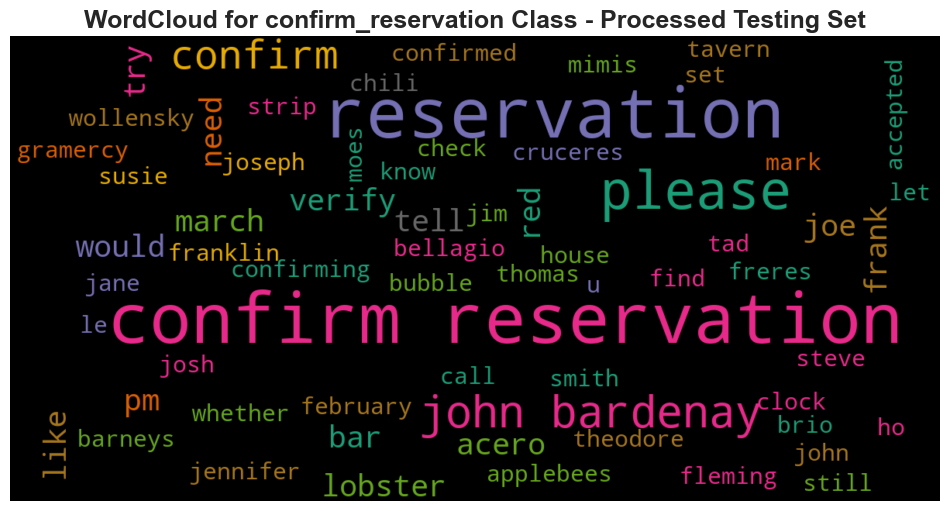 WordCloud for confirm_reservation Class - Processed Testing Set
confirm
confirmed
tavern
try
mimis
set
chili
accepted
reservation
strip
wollensky
need
moes
check
gramercy
cruceres
joseph
mark
know
susie
please
let
verify
red
march
tell
jim
joe
frank
would
bellagio
tad
franklin
house
confirming
thomas
freres
jane
bubble
u
find
le
confirm reservation
josh
steve
call
smith
pm
february
john bardenay
clock
whether
like
barneys
bar
acero
theodore
brio
ho
john
jennifer
applebees
fleming
lobster
still